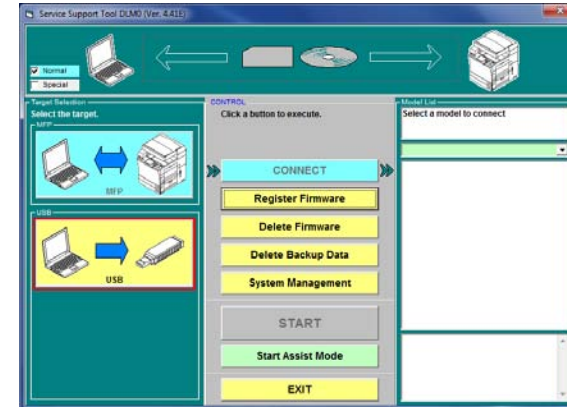 Service Support Tool DLM0 (Ver. 4.41E)
Normal
Special
Target Selection
Select the target.
MFP
MFP
USB
USB
CONTROL
Click a button to execute.
CONNECT
Register Firmware
Delete Firmware
Delete Backup Data
System Management
START
Start Assist Mode
EXIT
Model List
Select a model to connect